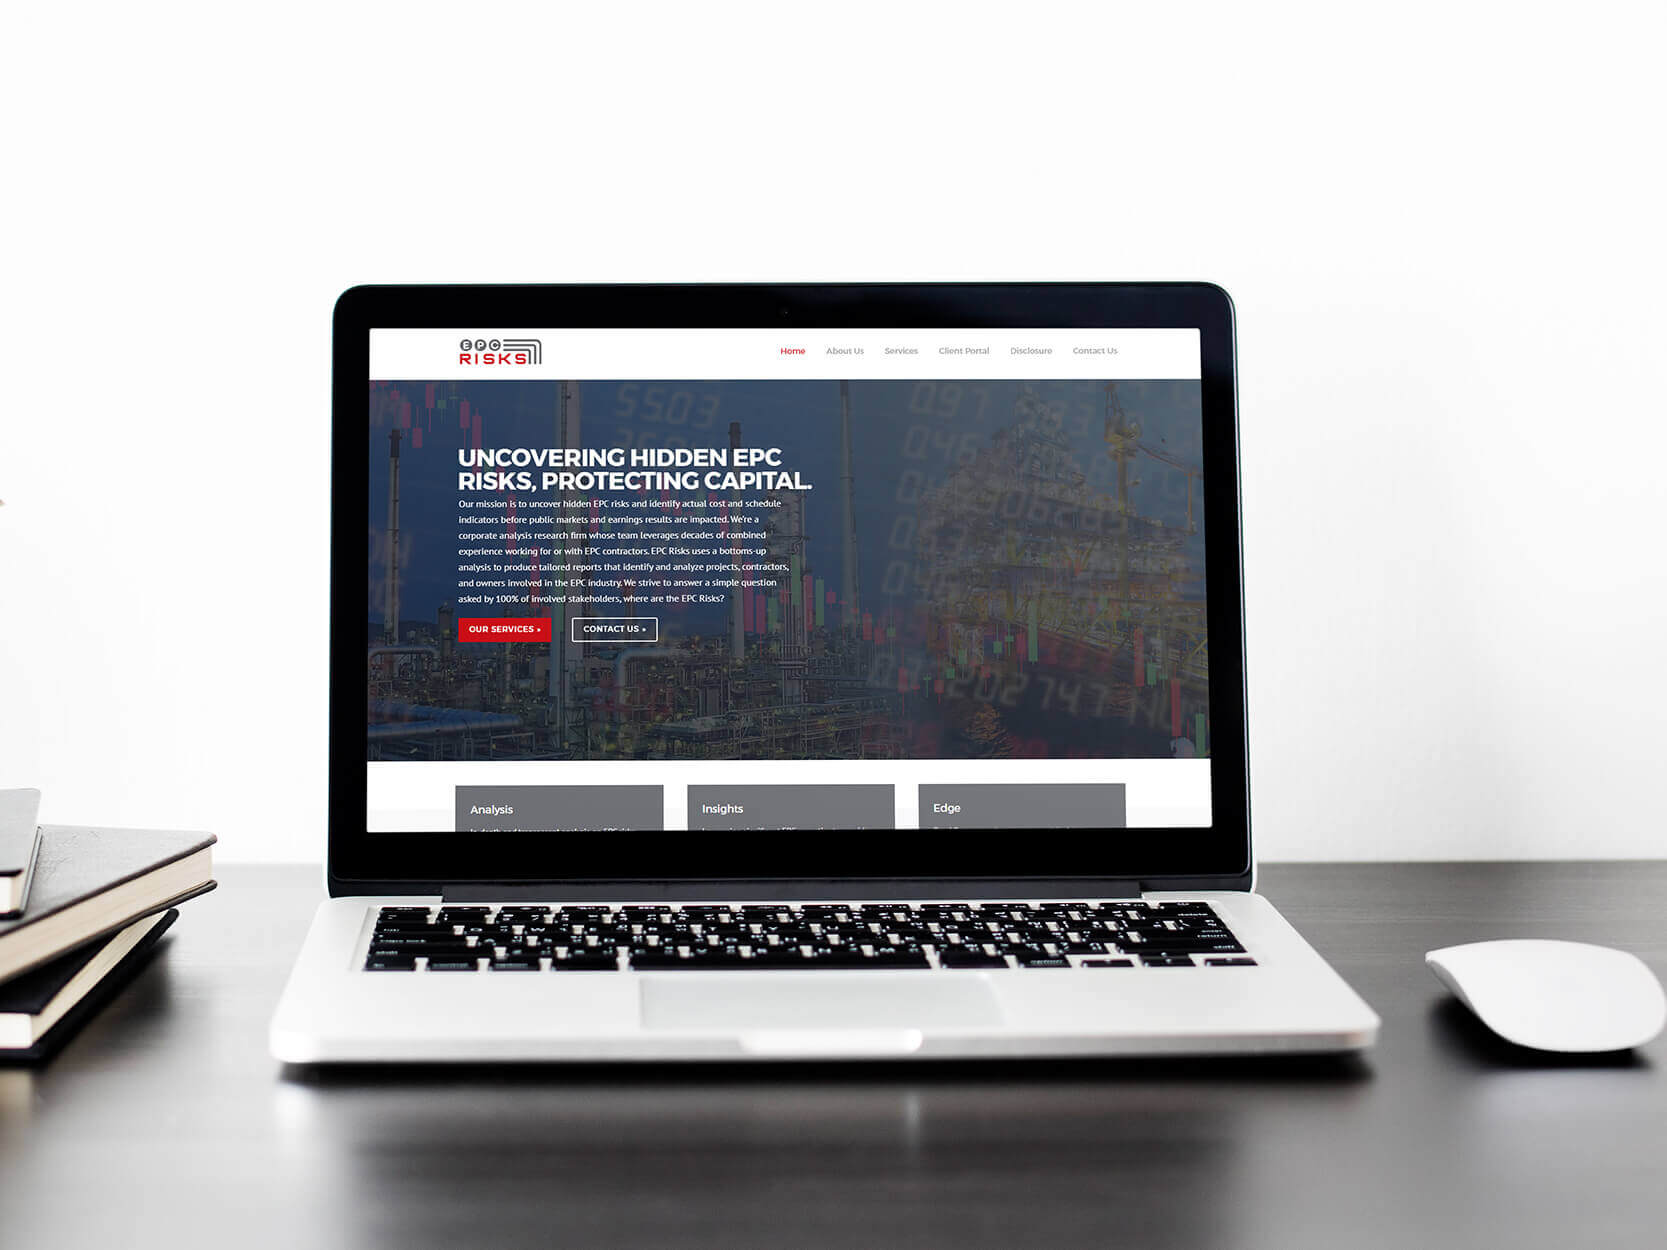 EPC
RISKS
Home About Us Services Client Portal Disclosure Contact Us
5503
UNCOVERING HIDDEN EPC
RISKS, PROTECTING CAPITAL.
Our mission is to uncover hidden EPC risks and identify actual cost and schedule
indicators before public markets and earnings results are impacted. We're a
corporate analysis research firm whose team leverages decades of combined
experience working for or with EPC contractors. EPC Risks uses a bottoms-up
analysis to produce tailored reports that identify and analyze projects, contractors,
and owners involved in the EPC industry. We strive to answer a simple question
asked by 100% of involved stakeholders, where are the EPC Risks?
OUR SERVICES »
CONTACT US »
Analysis
Insights
Edge